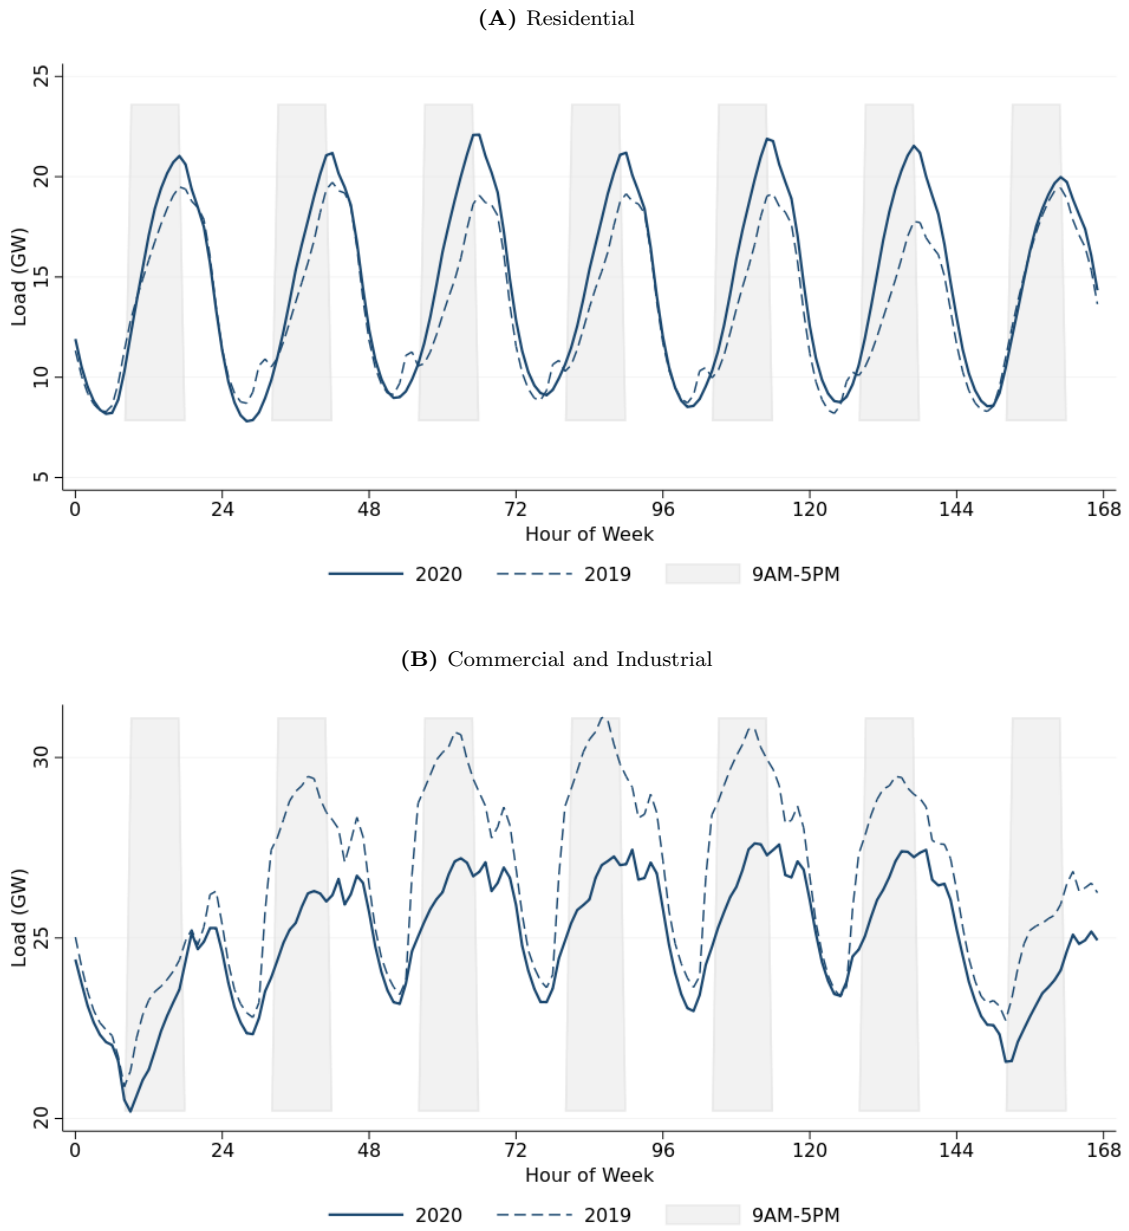 (A) Residential
25
20
15
10
5
Load (GW)
0 24 48 72 96 120 144 168
Hour of Week
2020 2019 9AM-5PM
(B) Commercial and Industrial
30
25
20
Load (GW)
0 24 48 72 96 120 144 168
Hour of Week
2020 2019 9AM-5PM